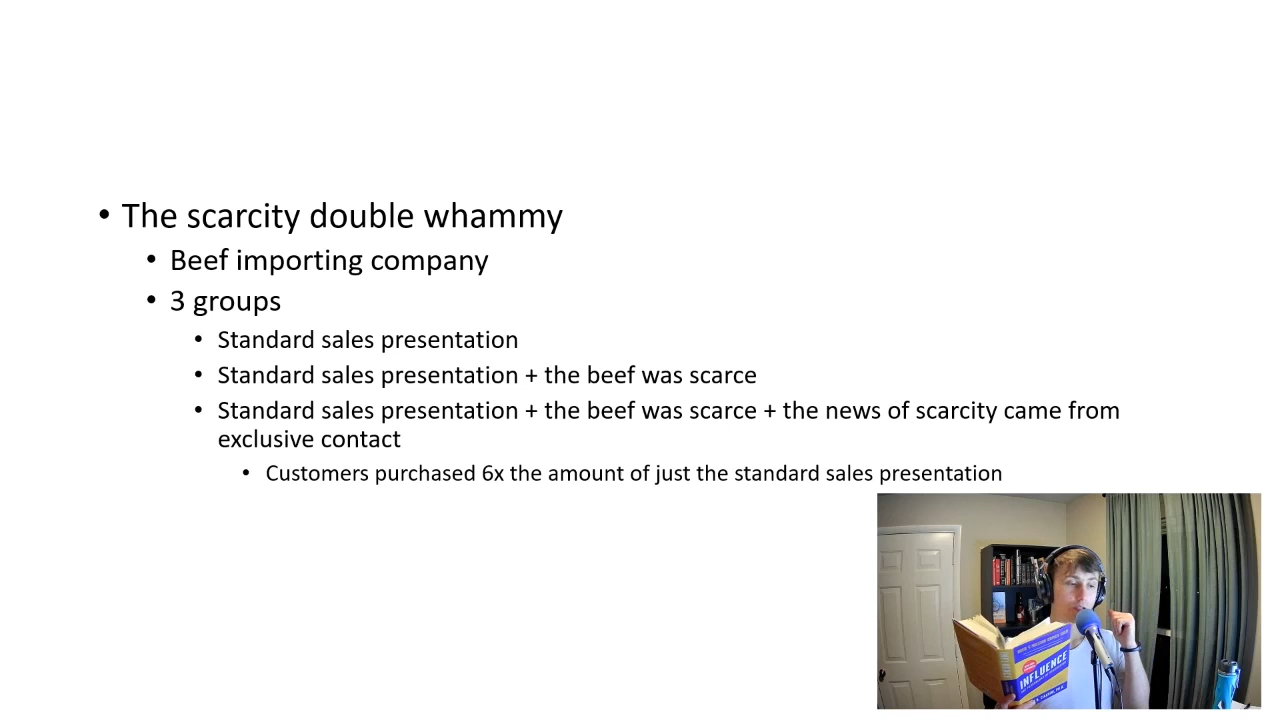 • The scarcity double whammy
• Beef importing company
• 3 groups
• Standard sales presentation
• Standard sales presentation + the beef was scarce
• Standard sales presentation + the beef was scarce + the news of scarcity came from
exclusive contact
• Customers purchased 6x the amount of just the standard sales presentation
INFLUENCE